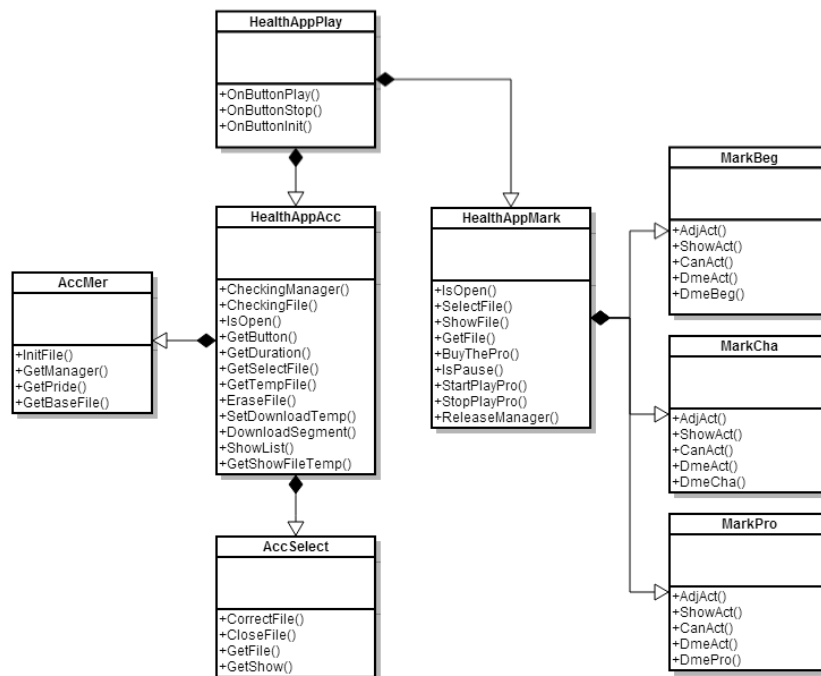 HealthAppPlay
+OnButtonPlay()
+OnButtonStop()
+OnButtonInit()
HealthAppAcc
+CheckingManager()
+CheckingFile()
+IsOpen()
+GetButton()
+GetDuration()
+GetSelectFile()
+GetTempFile()
+EraseFile()
+SetDownloadTemp()
+DownloadSegment()
+ShowList()
+GetShowFileTemp()
HealthAppMark
+IsOpen()
+SelectFile()
+ShowFile()
+GetFile()
+BuyThePro()
+IsPause()
+StartPlayPro()
+StopPlayPro()
+ReleaseManager()
MarkBeg
+AdjAct()
+ShowAct()
+CanAct()
+DmeAct()
+DmeBeg()
AccMer
+InitFile()
+GetManager()
+GetPride()
+GetBaseFile()
MarkCha
+AdjAct()
+ShowAct()
+CanAct()
+DmeAct()
+DmeCha()
AccSelect
+CorrectFile()
+CloseFile()
+GetFile()
+GetShow()
MarkPro
+AdjAct()
+ShowAct()
+CanAct()
+DmeAct()
+DmePro()